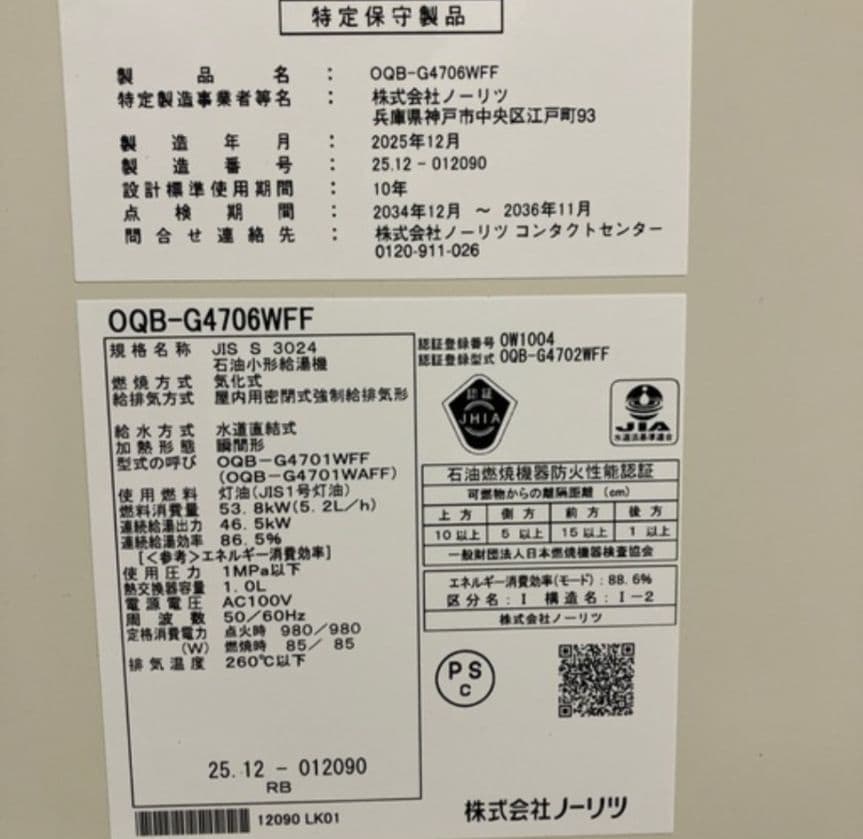 特定保守製品
製品名 : OQB-G4706WFF
特定製造事業者等名 : 株式会社ノーリツ
兵庫県神戸市中央区江戸町93
製造年月 : 2025年12月
製造番号 : 25.12 - 012090
設計標準使用期間 : 10年
点検期間 : 2034年12月 ～ 2036年11月
問合せ連絡先 : 株式会社ノーリツ コンタクトセンター
0120-911-026
OQB-G4706WFF
規格名称 JIS S 3024
石油小形給湯機
燃焼方式 気化式
給排気方式 屋内用密閉式強制給排気形
給水方式 水道直結式
加熱形態 瞬間形
型式の呼び OQB-G4701WFF
(OQB-G4701WAFF)
使用燃料 灯油(JIS1号灯油)
燃料消費量 53.8kW(5.2L/h)
連続給湯出力 46.5kW
連続給湯効率 86.5%
[<参考>エネルギー消費効率]
使用圧力 1MPa以下
熱交換器容量 1.0L
電源電圧 AC100V
周波数 50/60Hz
定格消費電力 点火時 980/980
(W) 燃焼時 85/ 85
排気温度 260℃以下
25.12 - 012090
RB
12090 LK01
認証登録番号 OW1004
認証登録型式 OQB-G4702WFF
認証
JHIA
JIA
水道法基準適合
石油燃焼機器防火性能認証
可燃物からの離隔距離 (cm)
上方 側方 前方 後方
10以上 5以上 15以上 1以上
一般財団法人日本燃焼機器検査協会
エネルギー消費効率(モード):88.6%
区分名:I 構造名:I-2
株式会社ノーリツ
PS
C
株式会社ノーリツ